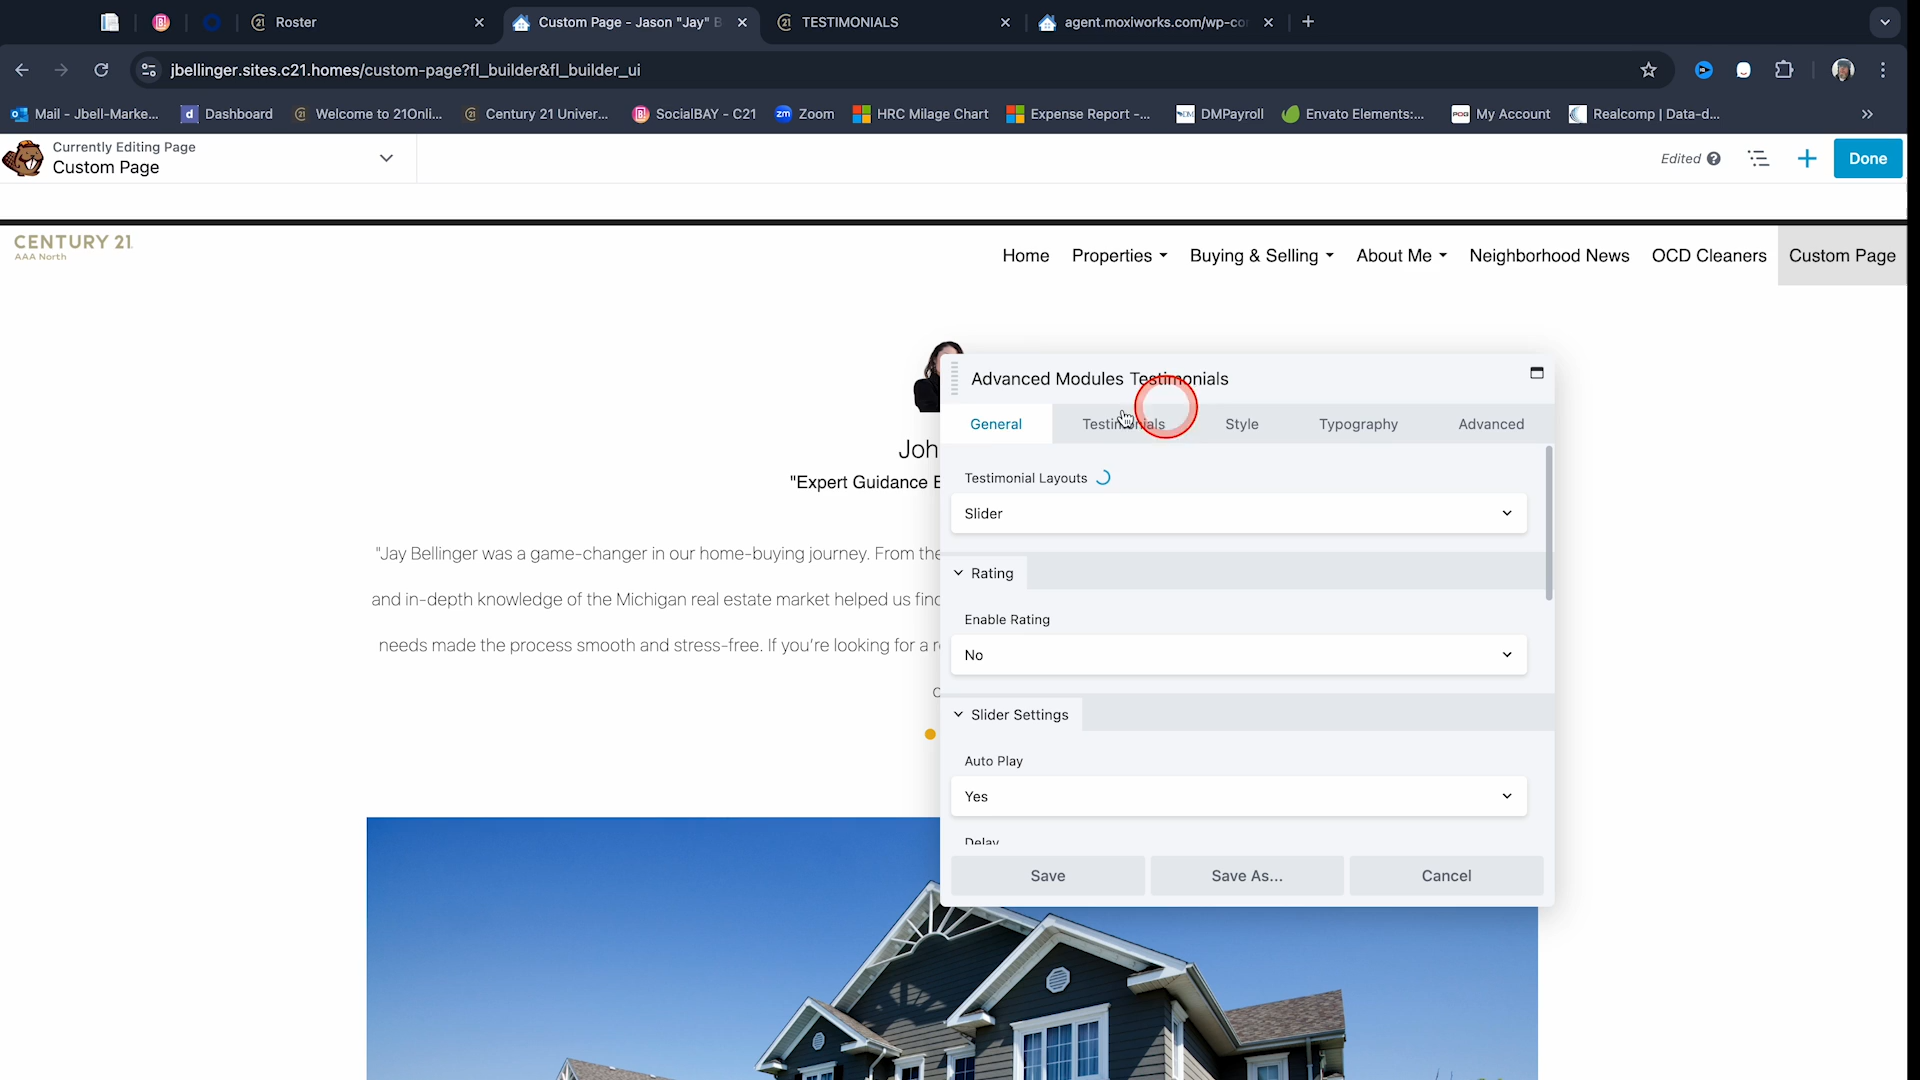 Roster
Custom Page - Jason "Jay" B
TESTIMONIALS
agent.moxiworks.com/wp-cor
jbellinger.sites.c21.homes/custom-page?fl_builder&fl_builder_ui
Mail - Jbell-Marke...
Dashboard
Welcome to 21Onli...
Century 21 Univer...
SocialBAY - C21
Zoom
HRC Milage Chart
Expense Report -...
DMPayroll
Envato Elements:...
My Account
Realcomp | Data-d...
Currently Editing Page
Custom Page
Edited
Done
CENTURY 21.
AAA North
Home
Properties
Buying & Selling
About Me
Neighborhood News
OCD Cleaners
Custom Page
Advanced Modules Testimonials
General
Testimonials
Style
Typography
Advanced
Joh
"Expert Guidance E
Testimonial Layouts
Slider
"Jay Bellinger was a game-changer in our home-buying journey. From the
and in-depth knowledge of the Michigan real estate market helped us finc
needs made the process smooth and stress-free. If you're looking for a r
Rating
Enable Rating
No
Slider Settings
Auto Play
Yes
Delay
Save
Save As...
Cancel